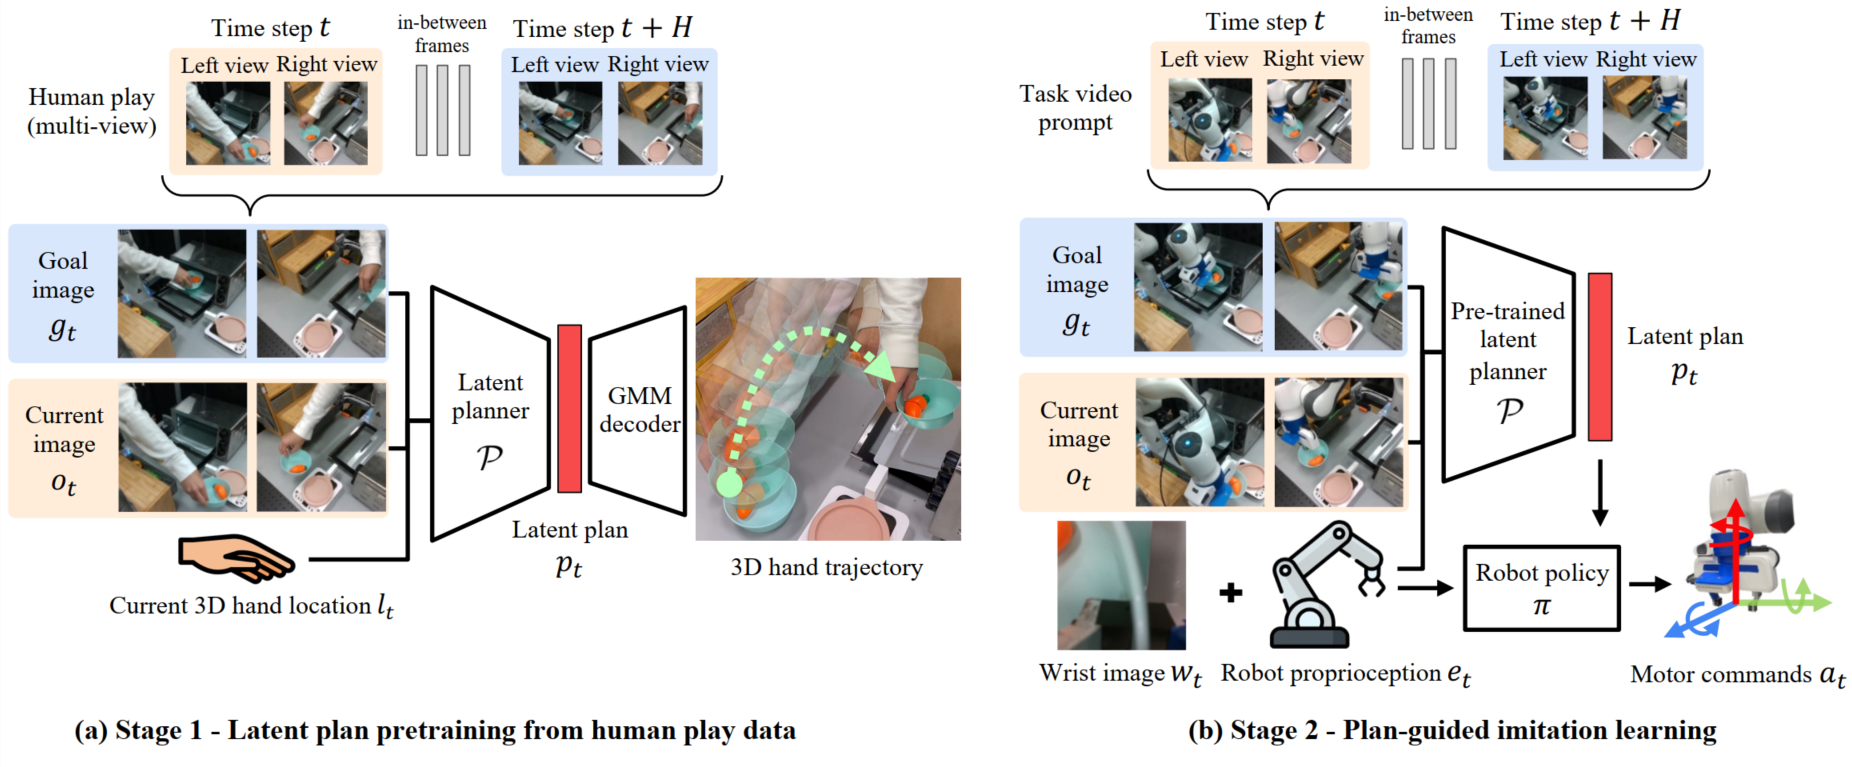 Time step t
in-between
frames
Time step t + H
Left view Right view
Left view Right view
Human play
(multi-view)
Goal
image
g_t
Current
image
o_t
Latent
planner
𝒫
GMM
decoder
Latent plan
p_t
3D hand trajectory
Current 3D hand location l_t
(a) Stage 1 - Latent plan pretraining from human play data
Time step t
in-between
frames
Time step t + H
Left view Right view
Left view Right view
Task video
prompt
Goal
image
g_t
Current
image
o_t
Pre-trained
latent
planner
𝒫
Latent plan
p_t
+
Robot policy
π
Wrist image w_t
Robot proprioception e_t
Motor commands a_t
(b) Stage 2 - Plan-guided imitation learning